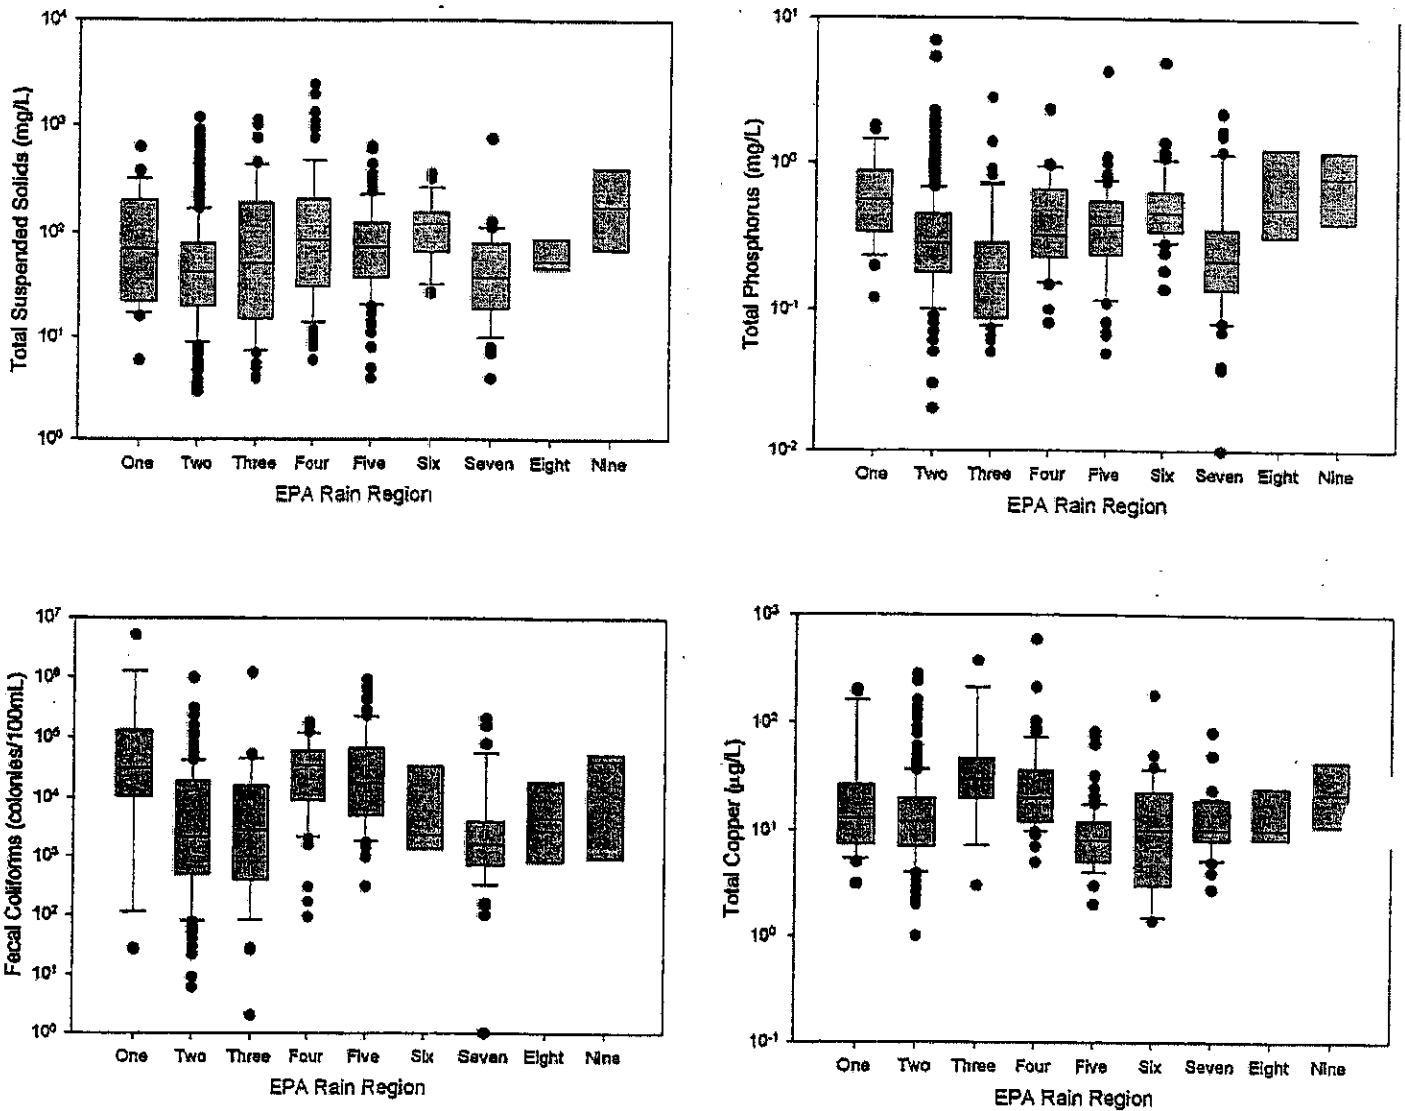 10⁴
10³
10²
10¹
10⁰
Total Suspended Solids (mg/L)
One Two Three Four Five Six Seven Eight Nine
EPA Rain Region
10¹
10⁰
10⁻¹
10⁻²
Total Phosphorus (mg/L)
One Two Three Four Five Six Seven Eight Nine
EPA Rain Region
10⁷
10⁶
10⁵
10⁴
10³
10²
10¹
10⁰
Fecal Coliforms (colonies/100mL)
One Two Three Four Five Six Seven Eight Nine
EPA Rain Region
10³
10²
10¹
10⁰
10⁻¹
Total Copper (µg/L)
One Two Three Four Five Six Seven Eight Nine
EPA Rain Region